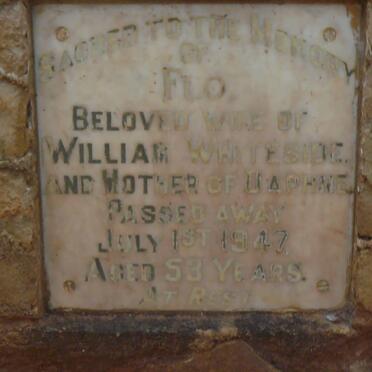 SACRED TO THE MEMORY
OF
FLO.
BELOVED WIFE OF
WILLIAM WHITESIDE.
AND MOTHER OF DAPHNE
PASSED AWAY
JULY 1ST 1947.
AGED 53 YEARS.
AT REST